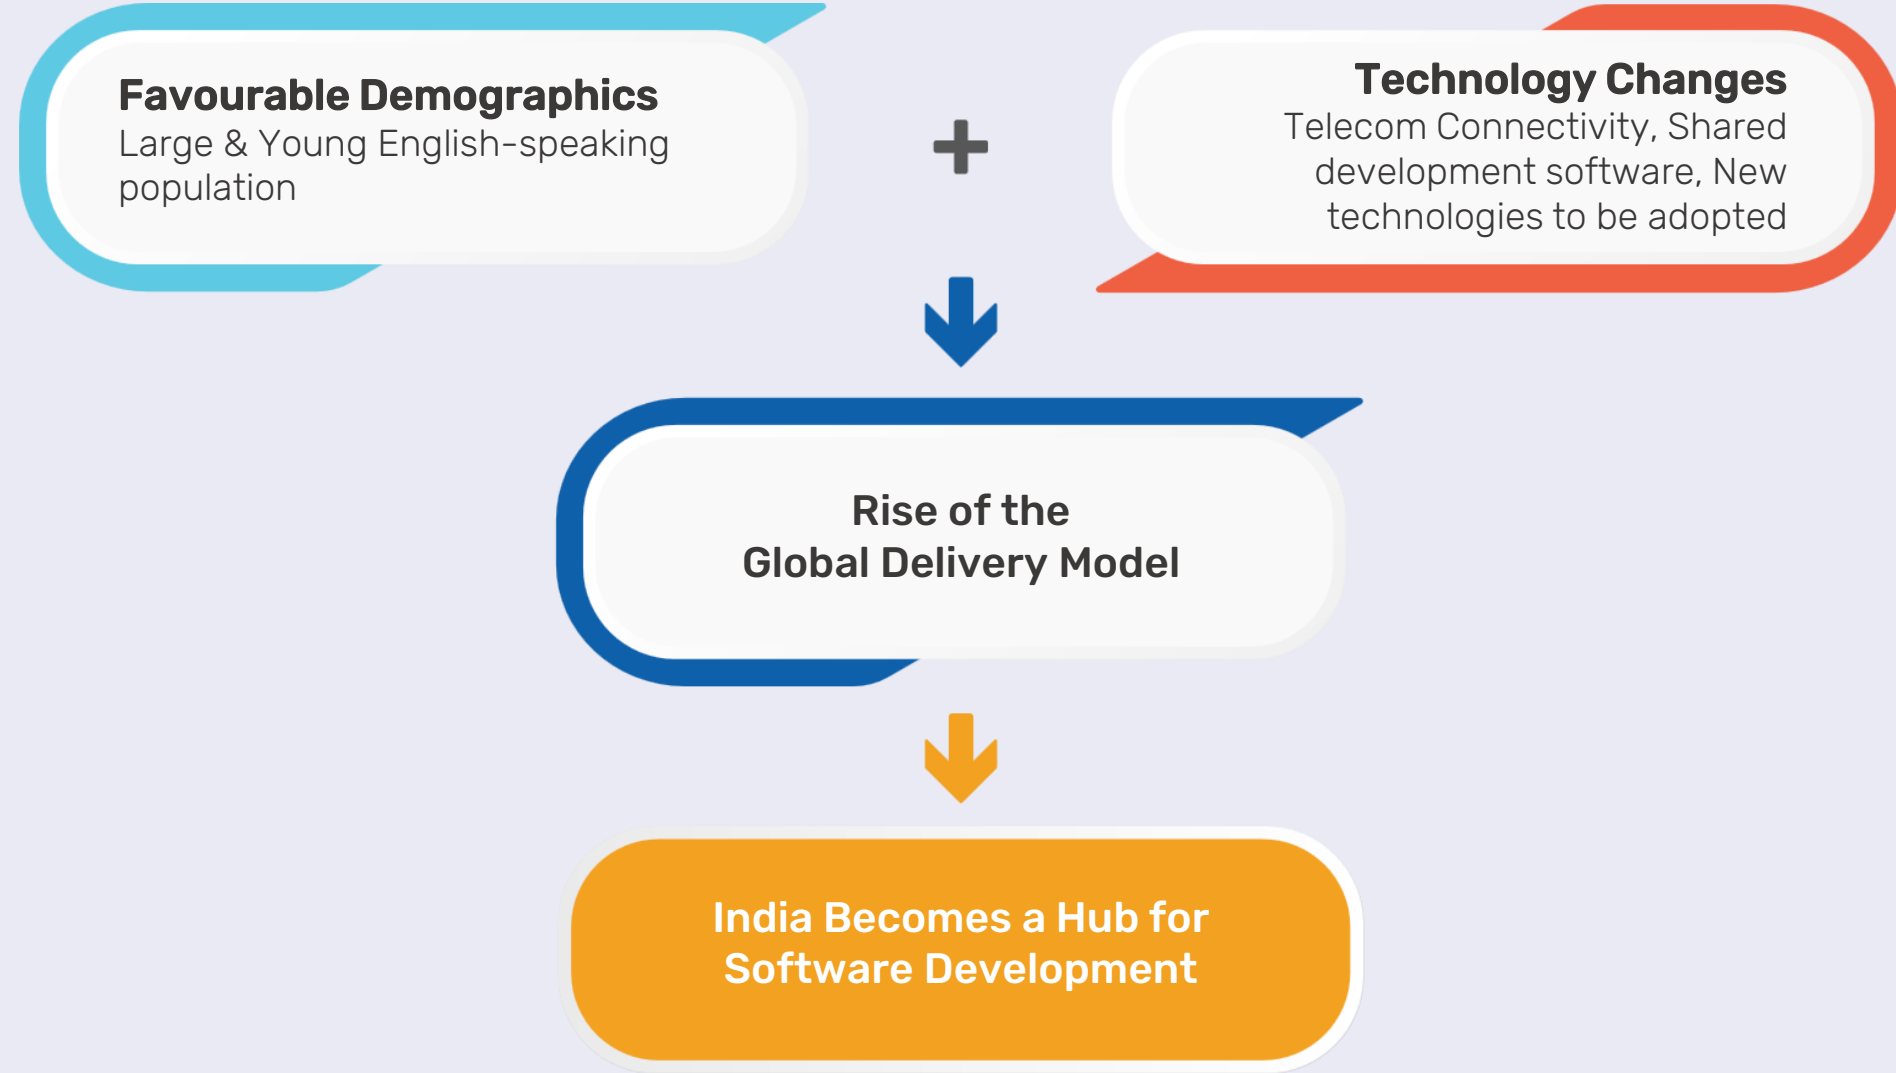 Favourable Demographics
Large & Young English-speaking
population
+
Technology Changes
Telecom Connectivity, Shared
development software, New
technologies to be adopted
Rise of the
Global Delivery Model
India Becomes a Hub for
Software Development